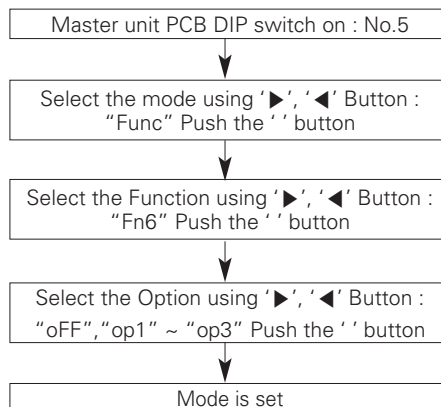 Master unit PCB DIP switch on : No.5
Select the mode using ‘▶’, ‘◀’ Button :
“Func” Push the ‘ ’ button
Select the Function using ‘▶’, ‘◀’ Button :
“Fn6” Push the ‘ ’ button
Select the Option using ‘▶’, ‘◀’ Button :
“oFF”,“op1” ~ “op3” Push the ‘ ’ button
Mode is set